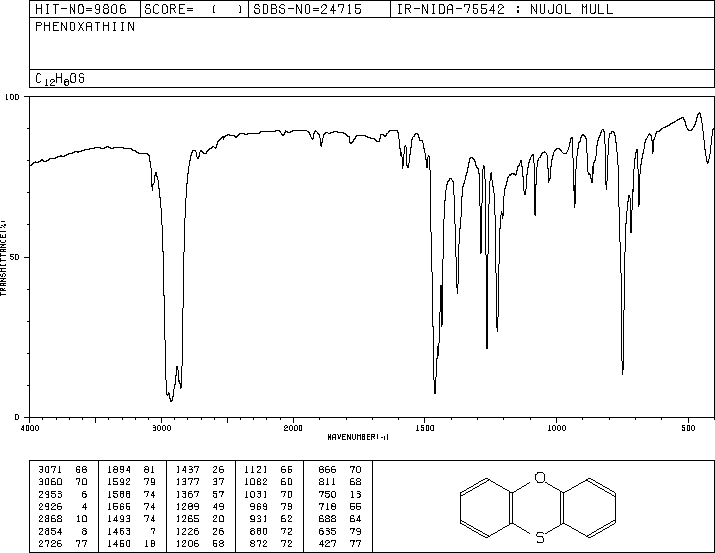 HIT-NO=9806 SCORE= ( ) SDBS-NO=24715 IR-NIDA-75542 : NUJOL MULL
PHENOXATHIIN
C12H8OS
100
50
0
TRANSMITTANCE(%)
4000 3000 2000 1500 1000 500
WAVENUMBER(-1)
3071 68 1894 81 1437 26 1121 66 866 70
3060 70 1592 79 1377 37 1082 60 811 68
2953 6 1588 74 1367 57 1031 70 750 13
2926 4 1566 74 1289 49 969 79 718 55
2868 10 1493 74 1265 20 931 62 688 64
2854 8 1463 7 1226 26 880 72 635 79
2726 77 1450 18 1206 58 872 72 427 77
O
S